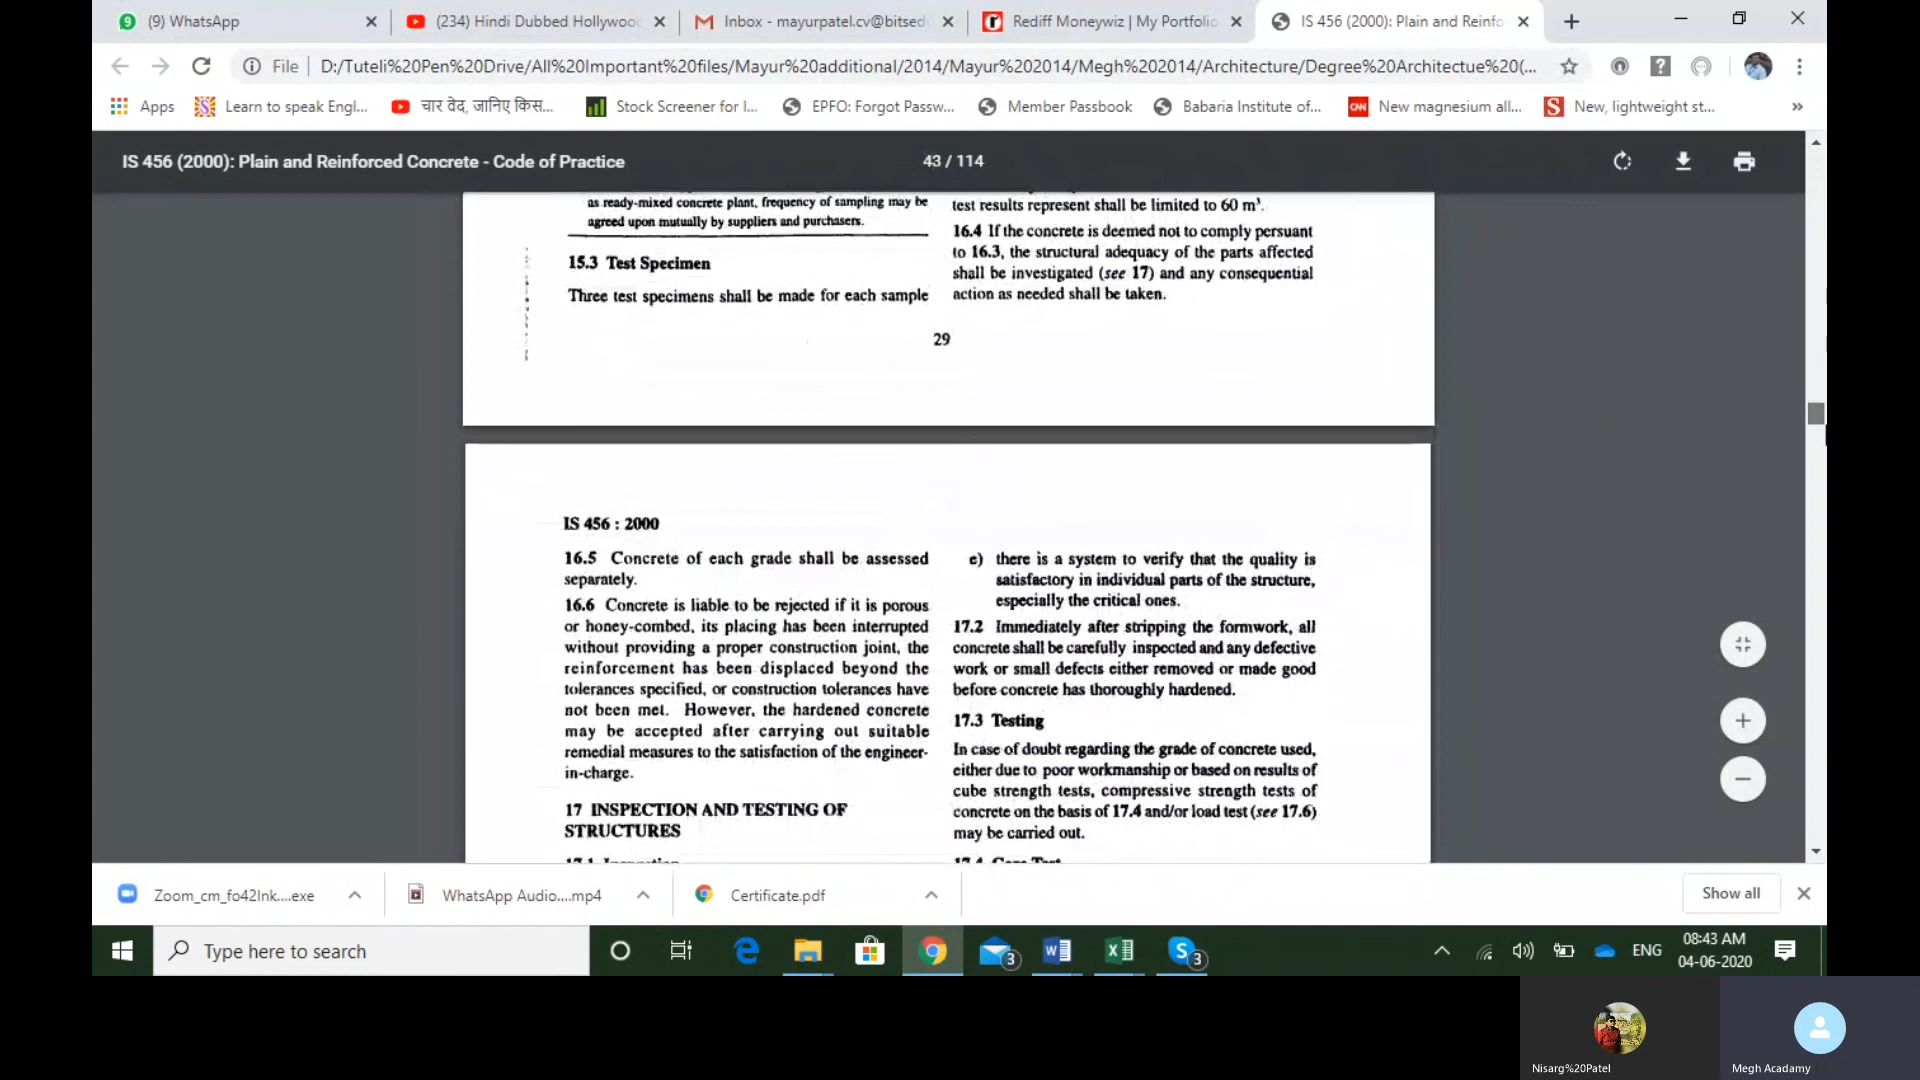 (9) WhatsApp
(234) Hindi Dubbed Hollywoo
Inbox - mayurpatel.cv@bitsed
Rediff Moneywiz | My Portfolio
IS 456 (2000): Plain and Reinfo
File
D:/Tuteli%20Pen%20Drive/All%20Important%20files/Mayur%20additional/2014/Mayur%202014/Megh%202014/Architecture/Degree%20Architectue%20(...
Apps
Learn to speak Engl...
चार वेद, जानिए किस...
Stock Screener for I...
EPFO: Forgot Passw...
Member Passbook
Babaria Institute of...
CNN
New magnesium all...
New, lightweight st...
IS 456 (2000): Plain and Reinforced Concrete - Code of Practice
43 / 114
as ready-mixed concrete plant, frequency of sampling may be
agreed upon mutually by suppliers and purchasers.
15.3 Test Specimen
Three test specimens shall be made for each sample
test results represent shall be limited to 60 m³.
16.4 If the concrete is deemed not to comply persuant
to 16.3, the structural adequacy of the parts affected
shall be investigated (see 17) and any consequential
action as needed shall be taken.
29
IS 456 : 2000
16.5 Concrete of each grade shall be assessed
separately.
16.6 Concrete is liable to be rejected if it is porous
or honey-combed, its placing has been interrupted
without providing a proper construction joint, the
reinforcement has been displaced beyond the
tolerances specified, or construction tolerances have
not been met. However, the hardened concrete
may be accepted after carrying out suitable
remedial measures to the satisfaction of the engineer-
in-charge.
17 INSPECTION AND TESTING OF
STRUCTURES
17.1 Inspection
e) there is a system to verify that the quality is
satisfactory in individual parts of the structure,
especially the critical ones.
17.2 Immediately after stripping the formwork, all
concrete shall be carefully inspected and any defective
work or small defects either removed or made good
before concrete has thoroughly hardened.
17.3 Testing
In case of doubt regarding the grade of concrete used,
either due to poor workmanship or based on results of
cube strength tests, compressive strength tests of
concrete on the basis of 17.4 and/or load test (see 17.6)
may be carried out.
17.4 Core Test
Zoom_cm_fo42lnk....exe
WhatsApp Audio....mp4
Certificate.pdf
Show all
Type here to search
3
3
ENG
08:43 AM
04-06-2020
Nisarg%20Patel
Megh Acadamy